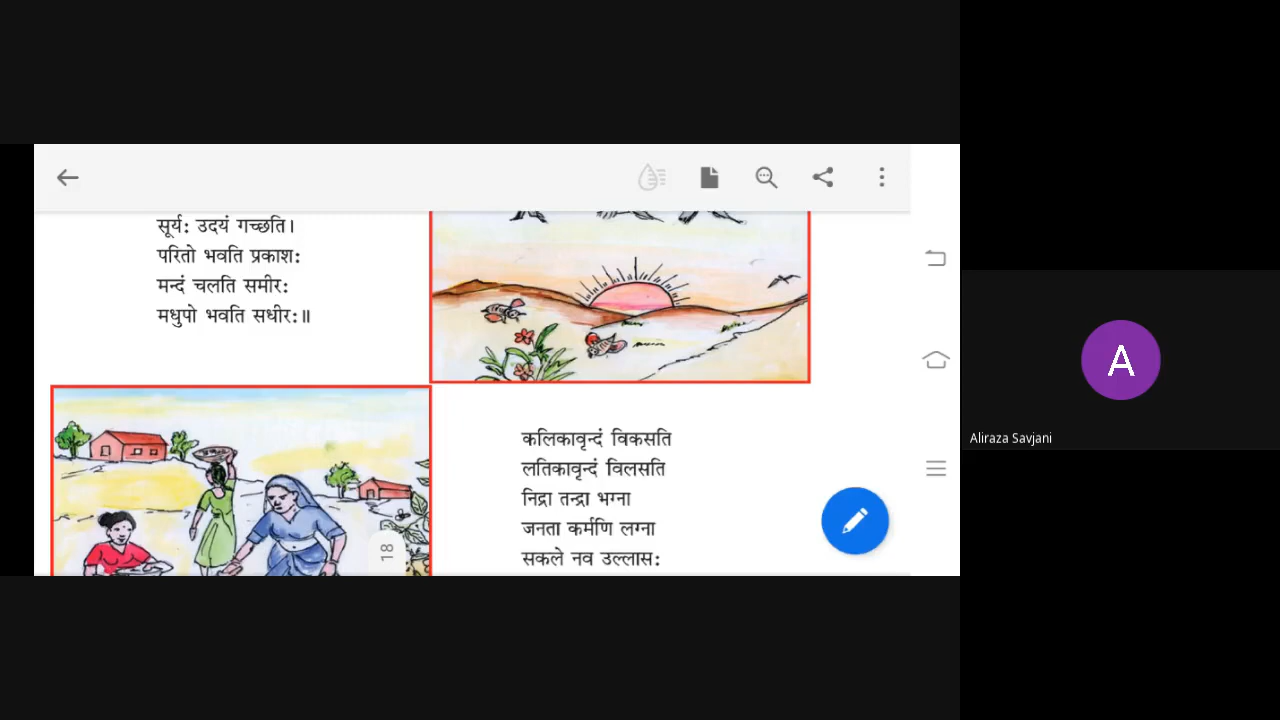 सूर्य: उदयं गच्छति।
परितो भवति प्रकाश:
मन्दं चलति समीर:
मधुपो भवति सधीर:॥
कलिकावृन्दं विकसति
लतिकावृन्दं विलसति
निद्रा तन्द्रा भग्ना
जनता कर्मणि लग्ना
सकले नव उल्लास:
18
A
Aliraza Savjani